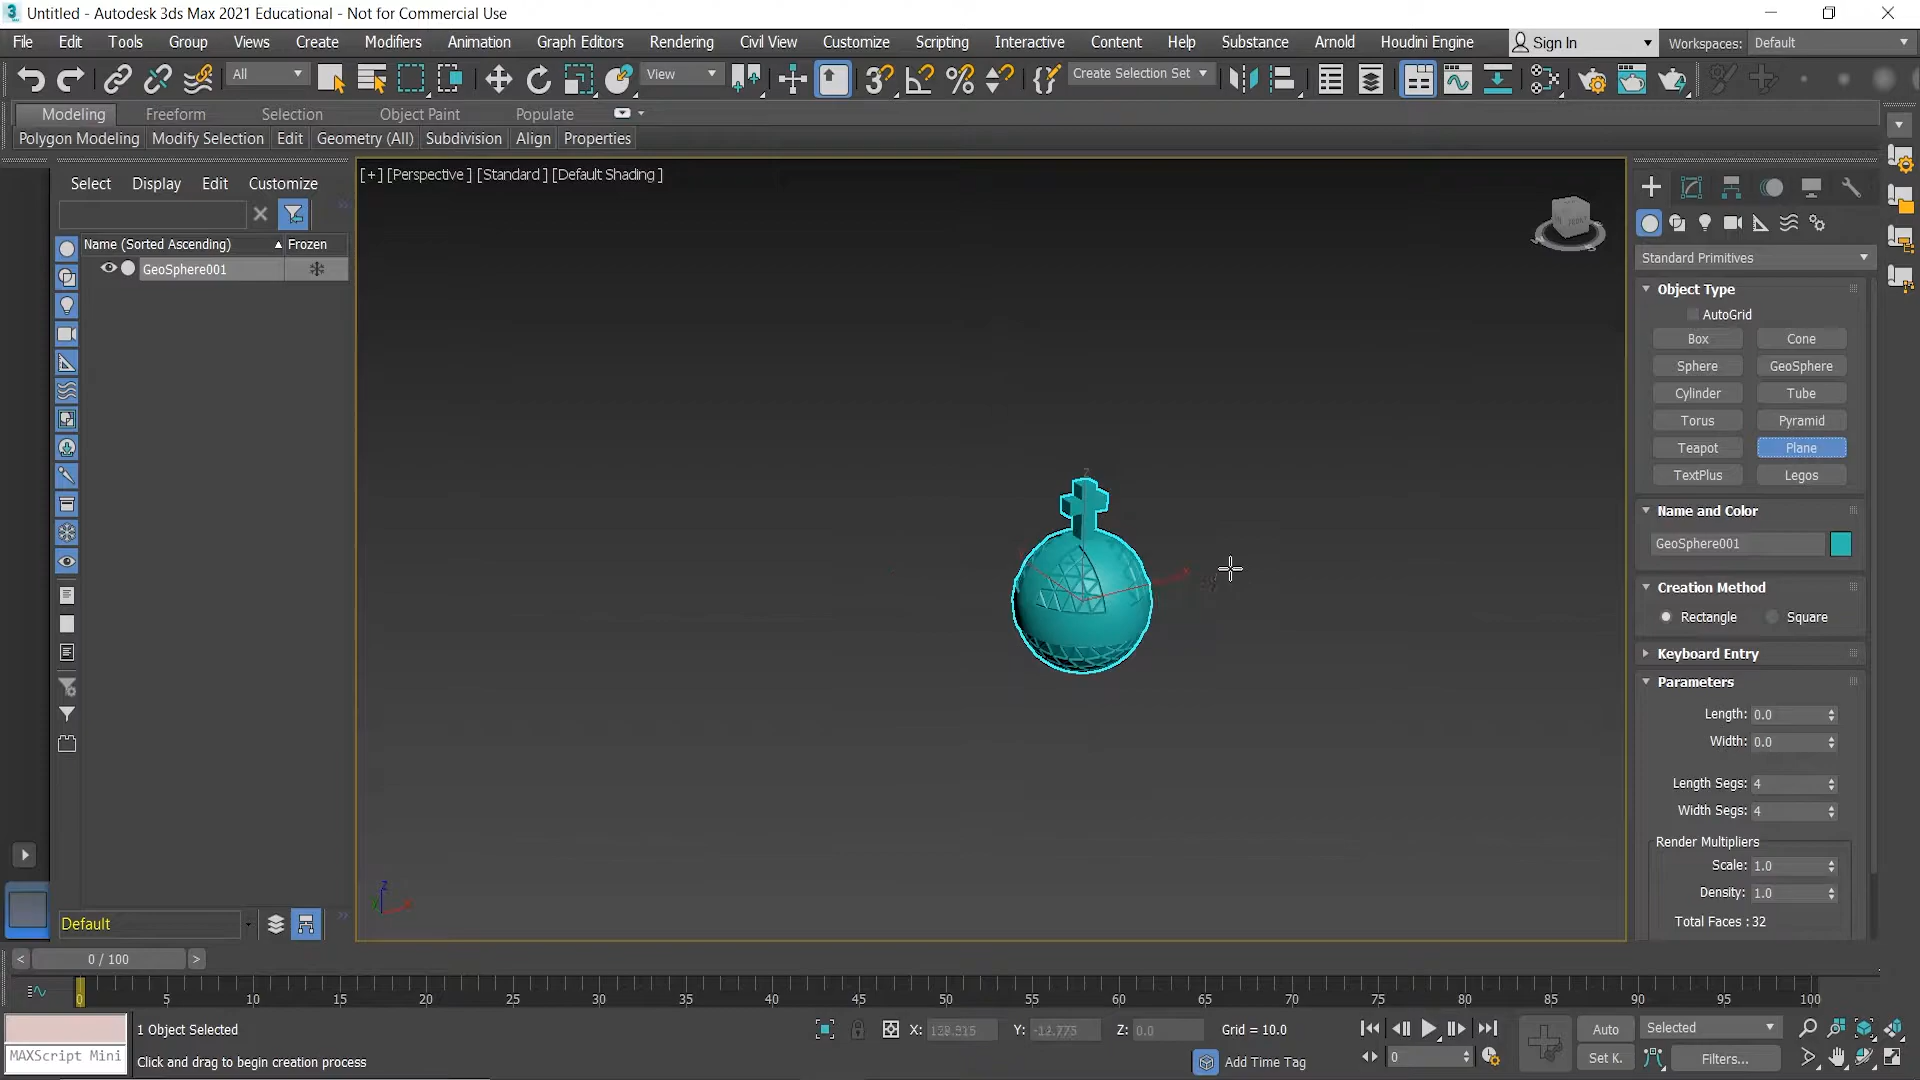 Untitled - Autodesk 3ds Max 2021 Educational - Not for Commercial Use
File Edit Tools Group Views Create Modifiers Animation Graph Editors Rendering Civil View Customize Scripting Interactive Content Help Substance Arnold Houdini Engine Sign In Workspaces: Default
All View Create Selection Set
Modeling Freeform Selection Object Paint Populate
Polygon Modeling Modify Selection Edit Geometry (All) Subdivision Align Properties
Select Display Edit Customize
Name (Sorted Ascending) Frozen
GeoSphere001
[+] [Perspective ] [Standard ] [Default Shading ]
Standard Primitives
Object Type
AutoGrid
Box Cone
Sphere GeoSphere
Cylinder Tube
Torus Pyramid
Teapot Plane
TextPlus Legos
Name and Color
GeoSphere001
Creation Method
Rectangle Square
Keyboard Entry
Parameters
Length: 0.0
Width: 0.0
Length Segs: 4
Width Segs: 4
Render Multipliers
Scale: 1.0
Density: 1.0
Total Faces : 32
Default
0 / 100
0 5 10 15 20 25 30 35 40 45 50 55 60 65 70 75 80 85 90 95 100
1 Object Selected X: Y: Z: 0.0 Grid = 10.0 Auto Selected
MAXScript Mini Click and drag to begin creation process Add Time Tag 0 Set K. Filters...